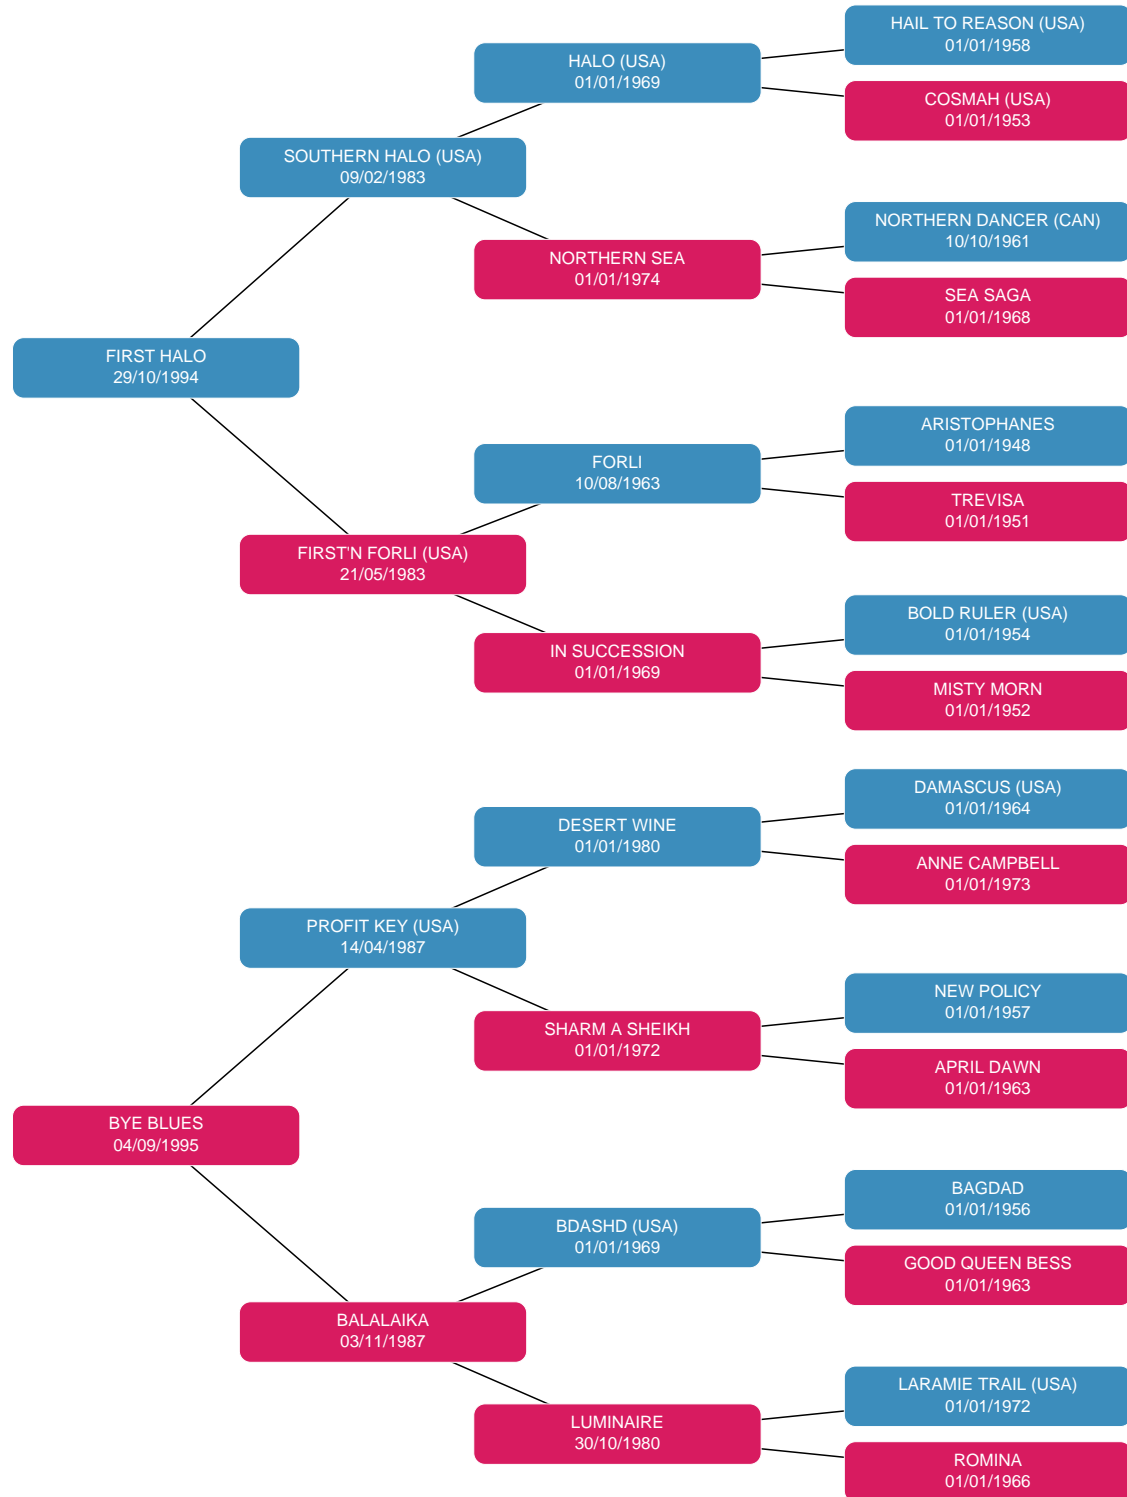 HAIL TO REASON (USA)
01/01/1958
HALO (USA)
01/01/1969
COSMAH (USA)
01/01/1953
SOUTHERN HALO (USA)
09/02/1983
NORTHERN DANCER (CAN)
10/10/1961
NORTHERN SEA
01/01/1974
SEA SAGA
01/01/1968
FIRST HALO
29/10/1994
ARISTOPHANES
01/01/1948
FORLI
10/08/1963
TREVISA
01/01/1951
FIRST'N FORLI (USA)
21/05/1983
BOLD RULER (USA)
01/01/1954
IN SUCCESSION
01/01/1969
MISTY MORN
01/01/1952
DAMASCUS (USA)
01/01/1964
DESERT WINE
01/01/1980
ANNE CAMPBELL
01/01/1973
PROFIT KEY (USA)
14/04/1987
NEW POLICY
01/01/1957
SHARM A SHEIKH
01/01/1972
APRIL DAWN
01/01/1963
BYE BLUES
04/09/1995
BAGDAD
01/01/1956
BDASHD (USA)
01/01/1969
GOOD QUEEN BESS
01/01/1963
BALALAIKA
03/11/1987
LARAMIE TRAIL (USA)
01/01/1972
LUMINAIRE
30/10/1980
ROMINA
01/01/1966